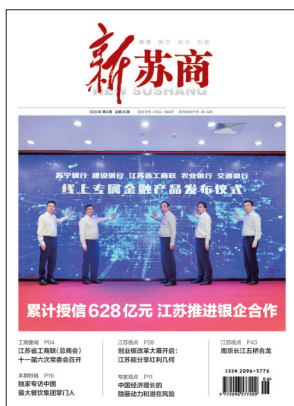 新苏商
NEW SUSHANG
苏宁银行 建设银行 江苏省工商联 农业银行 交通银行
线上专属金融产品发布仪式
累计授信628亿元 江苏推进银企合作
工商要闻 P04
江苏省工商联(总商会)
十一届六次常委会召开
江苏视点 P28
创业板改革大幕开启:
江苏能分享红利几何
江苏视点 P43
南京长江五桥合龙
本期特稿 P19
独家专访中国
最大餐饮集团掌门人
专家观点 P11
中国经济增长的
隐蔽动力和潜在风险
ISSN 2096-577X